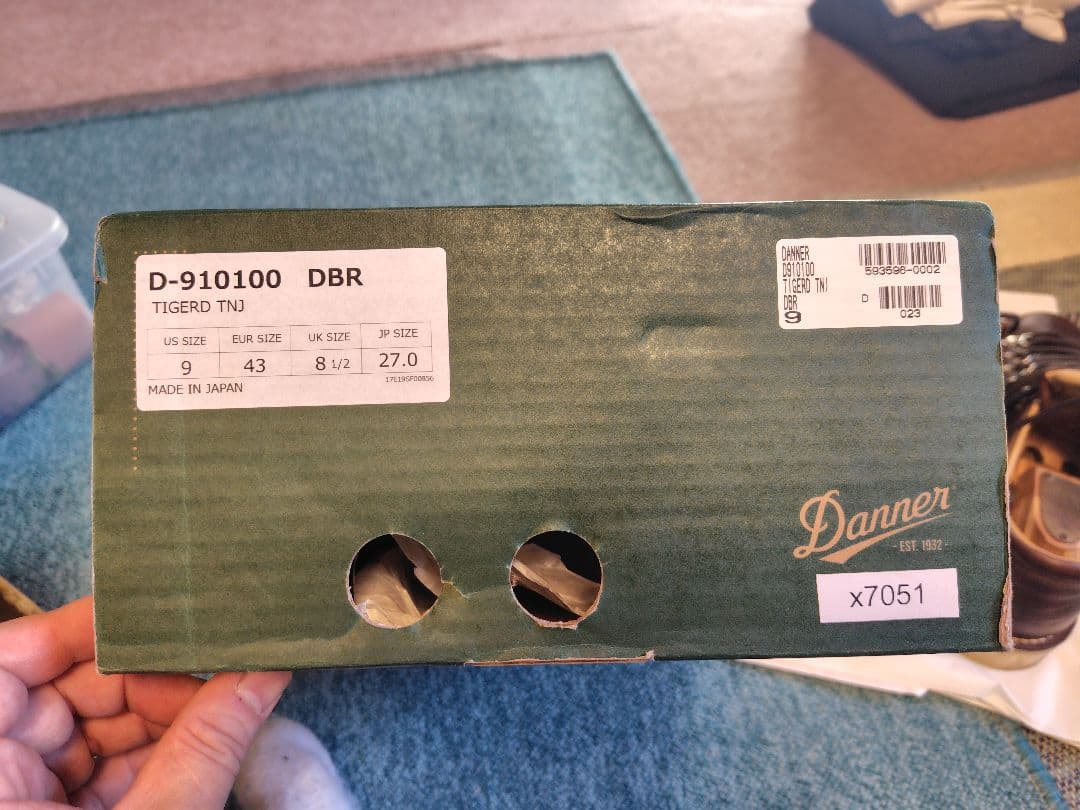 D-910100 DBR
TIGERD TNJ
US SIZE EUR SIZE UK SIZE JP SIZE
9 43 8 1/2 27.0
MADE IN JAPAN
DANNER
D910100
TIGERD TNJ
DBR
9
593596-0002
D
023
Danner
- EST. 1932 -
x7051